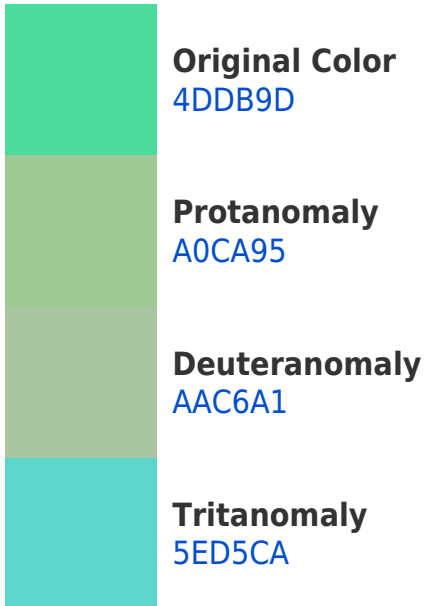 Original Color
4DDB9D
Protanomaly
A0CA95
Deuteranomaly
AAC6A1
Tritanomaly
5ED5CA